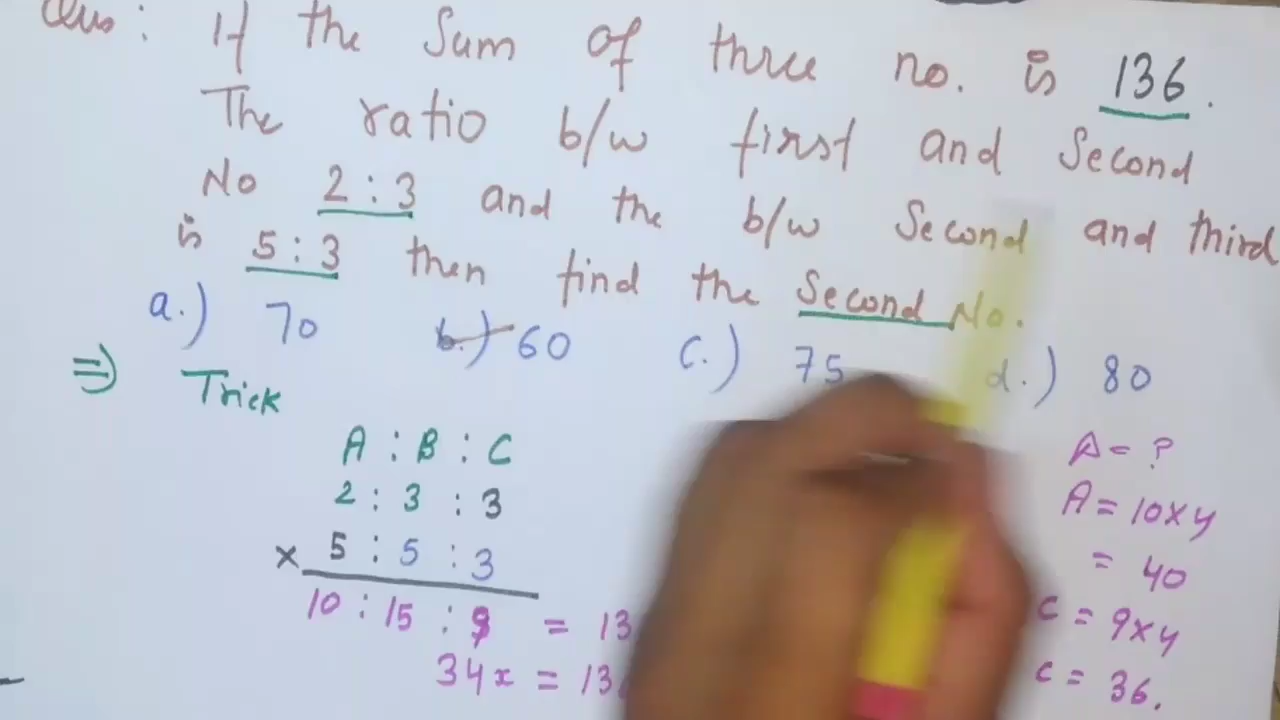 Ques: If the Sum of three no. is 136.
The ratio b/w first and Second
No 2:3 and the b/w Second and third
is 5:3 then find the Second No.
a.) 70 b.) 60 c.) 75 d.) 80
⇒ Trick
A : B : C
2 : 3 : 3
× 5 : 5 : 3
10 : 15 : 9 = 13
34x = 13
A = ?
A = 10×4
= 40
C = 9×4
C = 36.